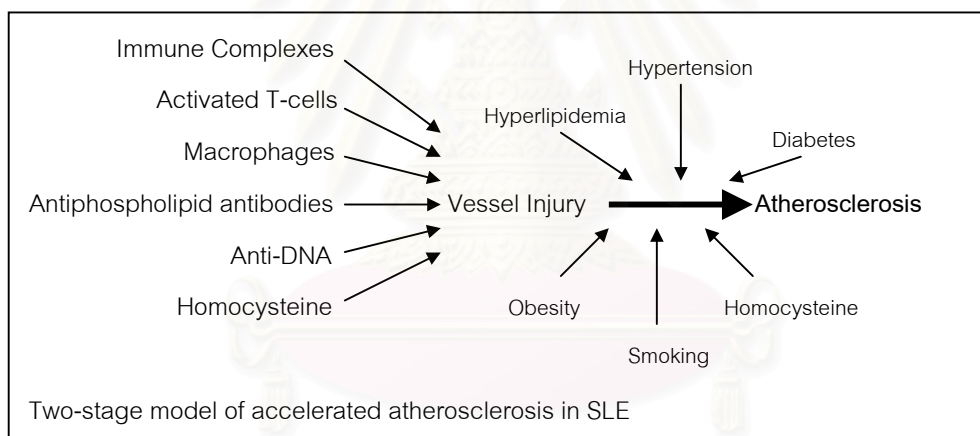 Immune Complexes
Activated T-cells
Macrophages
Antiphospholipid antibodies
Anti-DNA
Homocysteine
Vessel Injury
Hyperlipidemia
Hypertension
Diabetes
Atherosclerosis
Obesity
Smoking
Homocysteine
Two-stage model of accelerated atherosclerosis in SLE